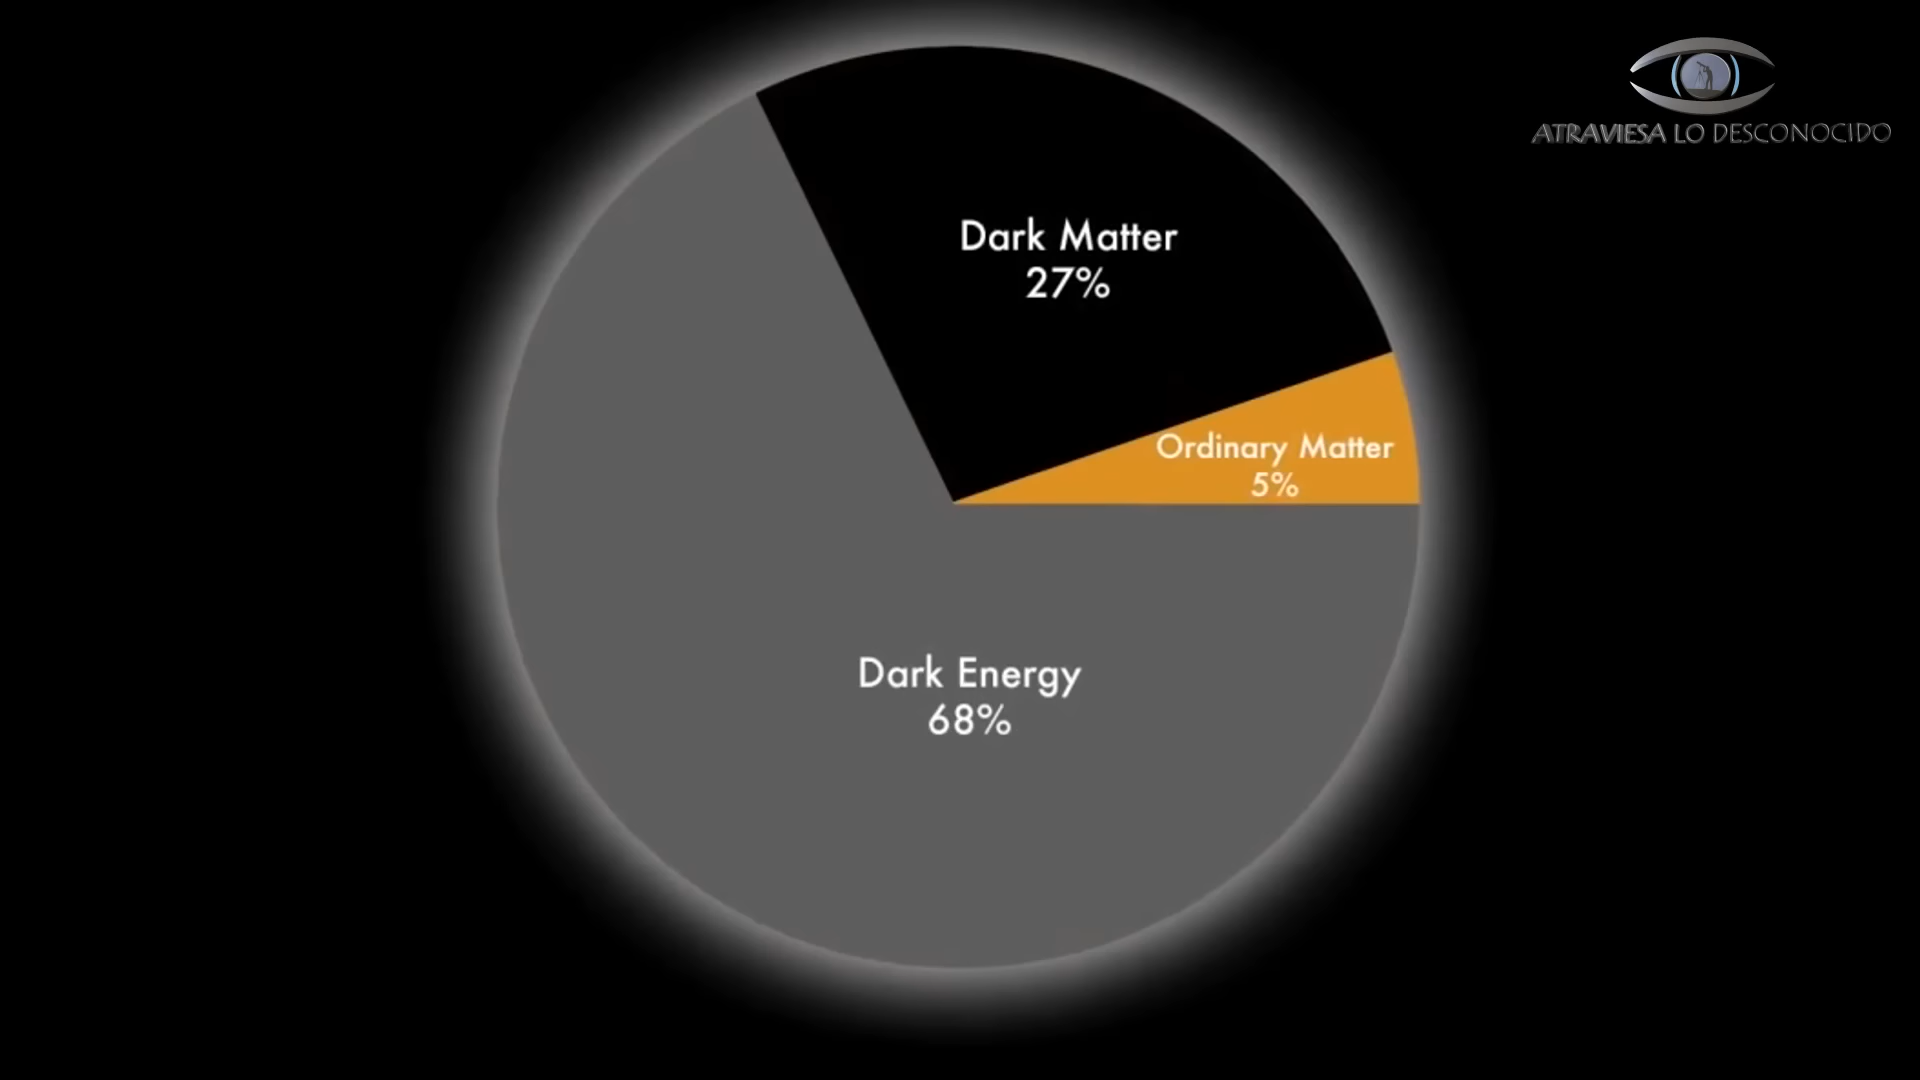 ATRAVIESA LO DESCONOCIDO
Dark Matter
27%
Ordinary Matter
5%
Dark Energy
68%